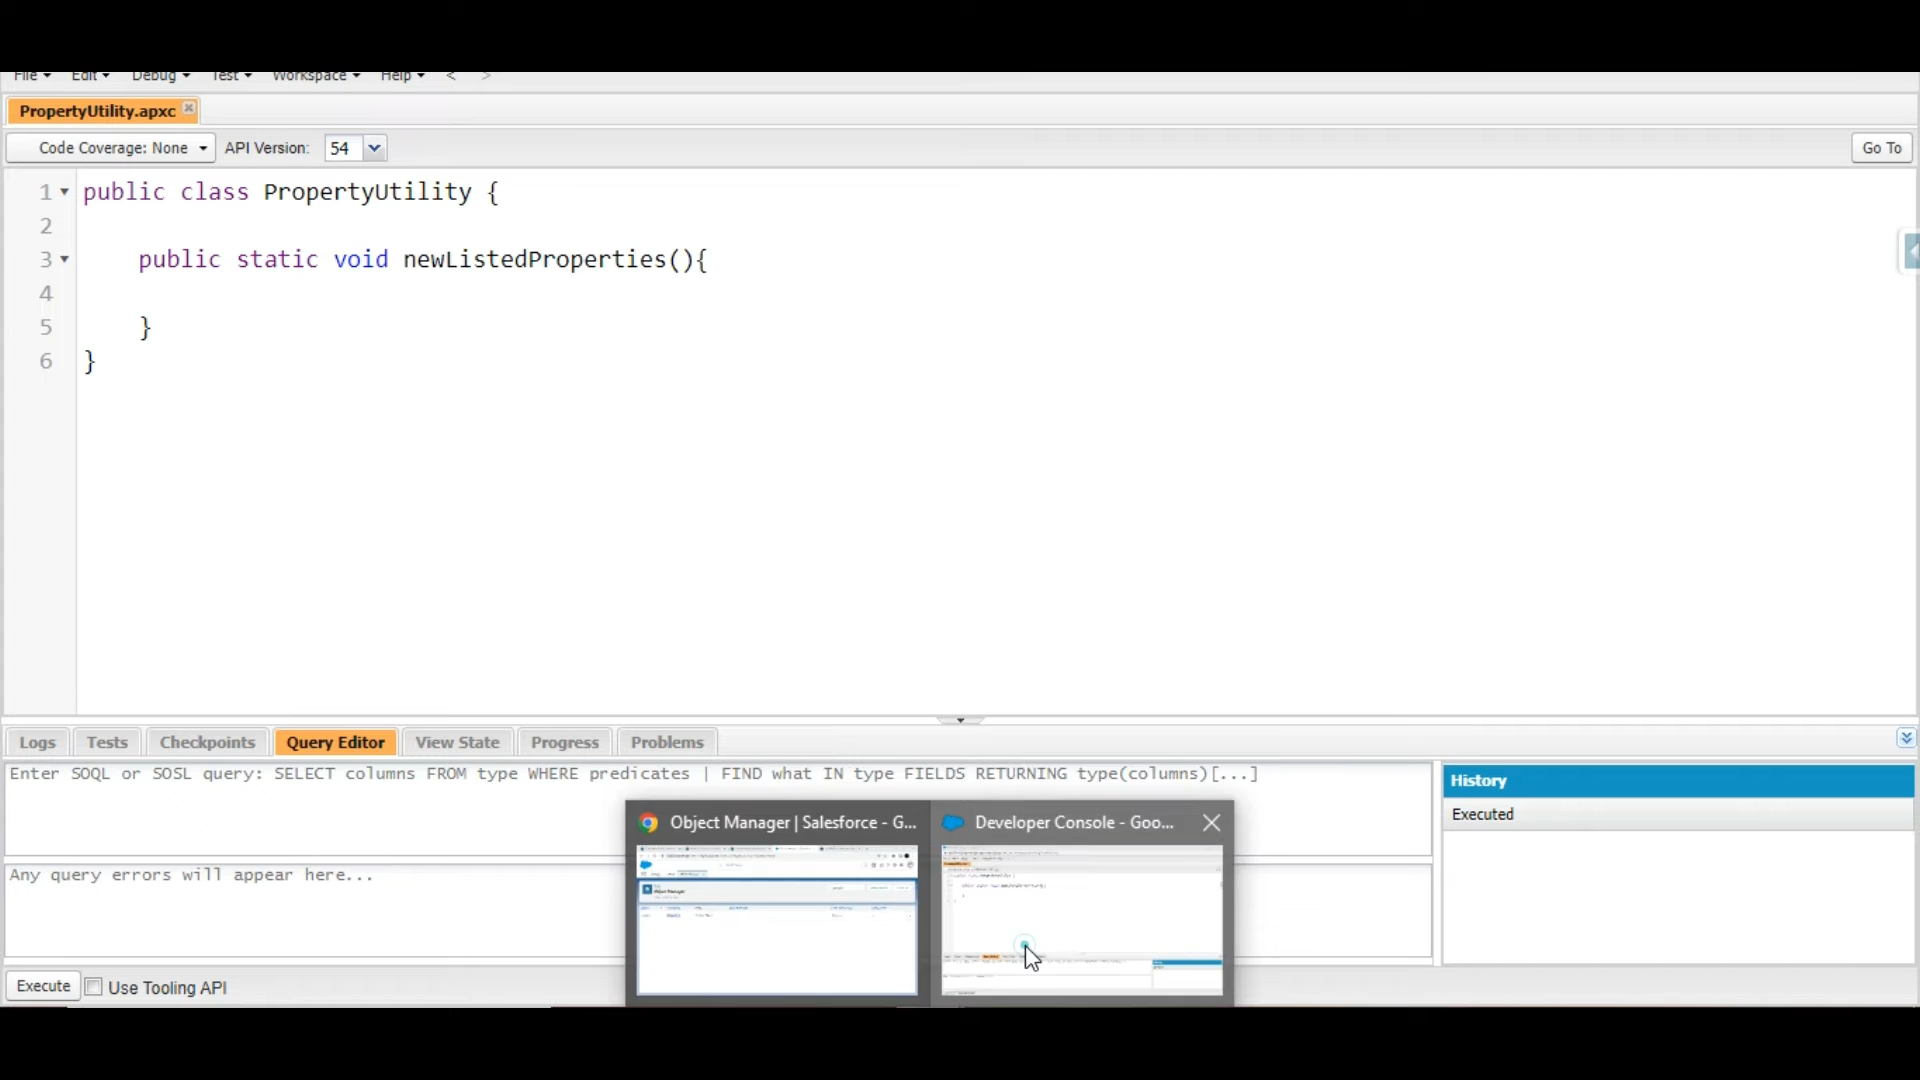 File Edit Debug Test Workspace Help < >
PropertyUtility.apxc
Code Coverage: None API Version: 54 Go To
1 public class PropertyUtility {
2
3 public static void newListedProperties(){
4
5 }
6 }
Logs Tests Checkpoints Query Editor View State Progress Problems
Enter SOQL or SOSL query: SELECT columns FROM type WHERE predicates | FIND what IN type FIELDS RETURNING type(columns)[...]
History
Executed
Any query errors will appear here...
Object Manager | Salesforce - G...
Developer Console - Goo...
Execute Use Tooling API